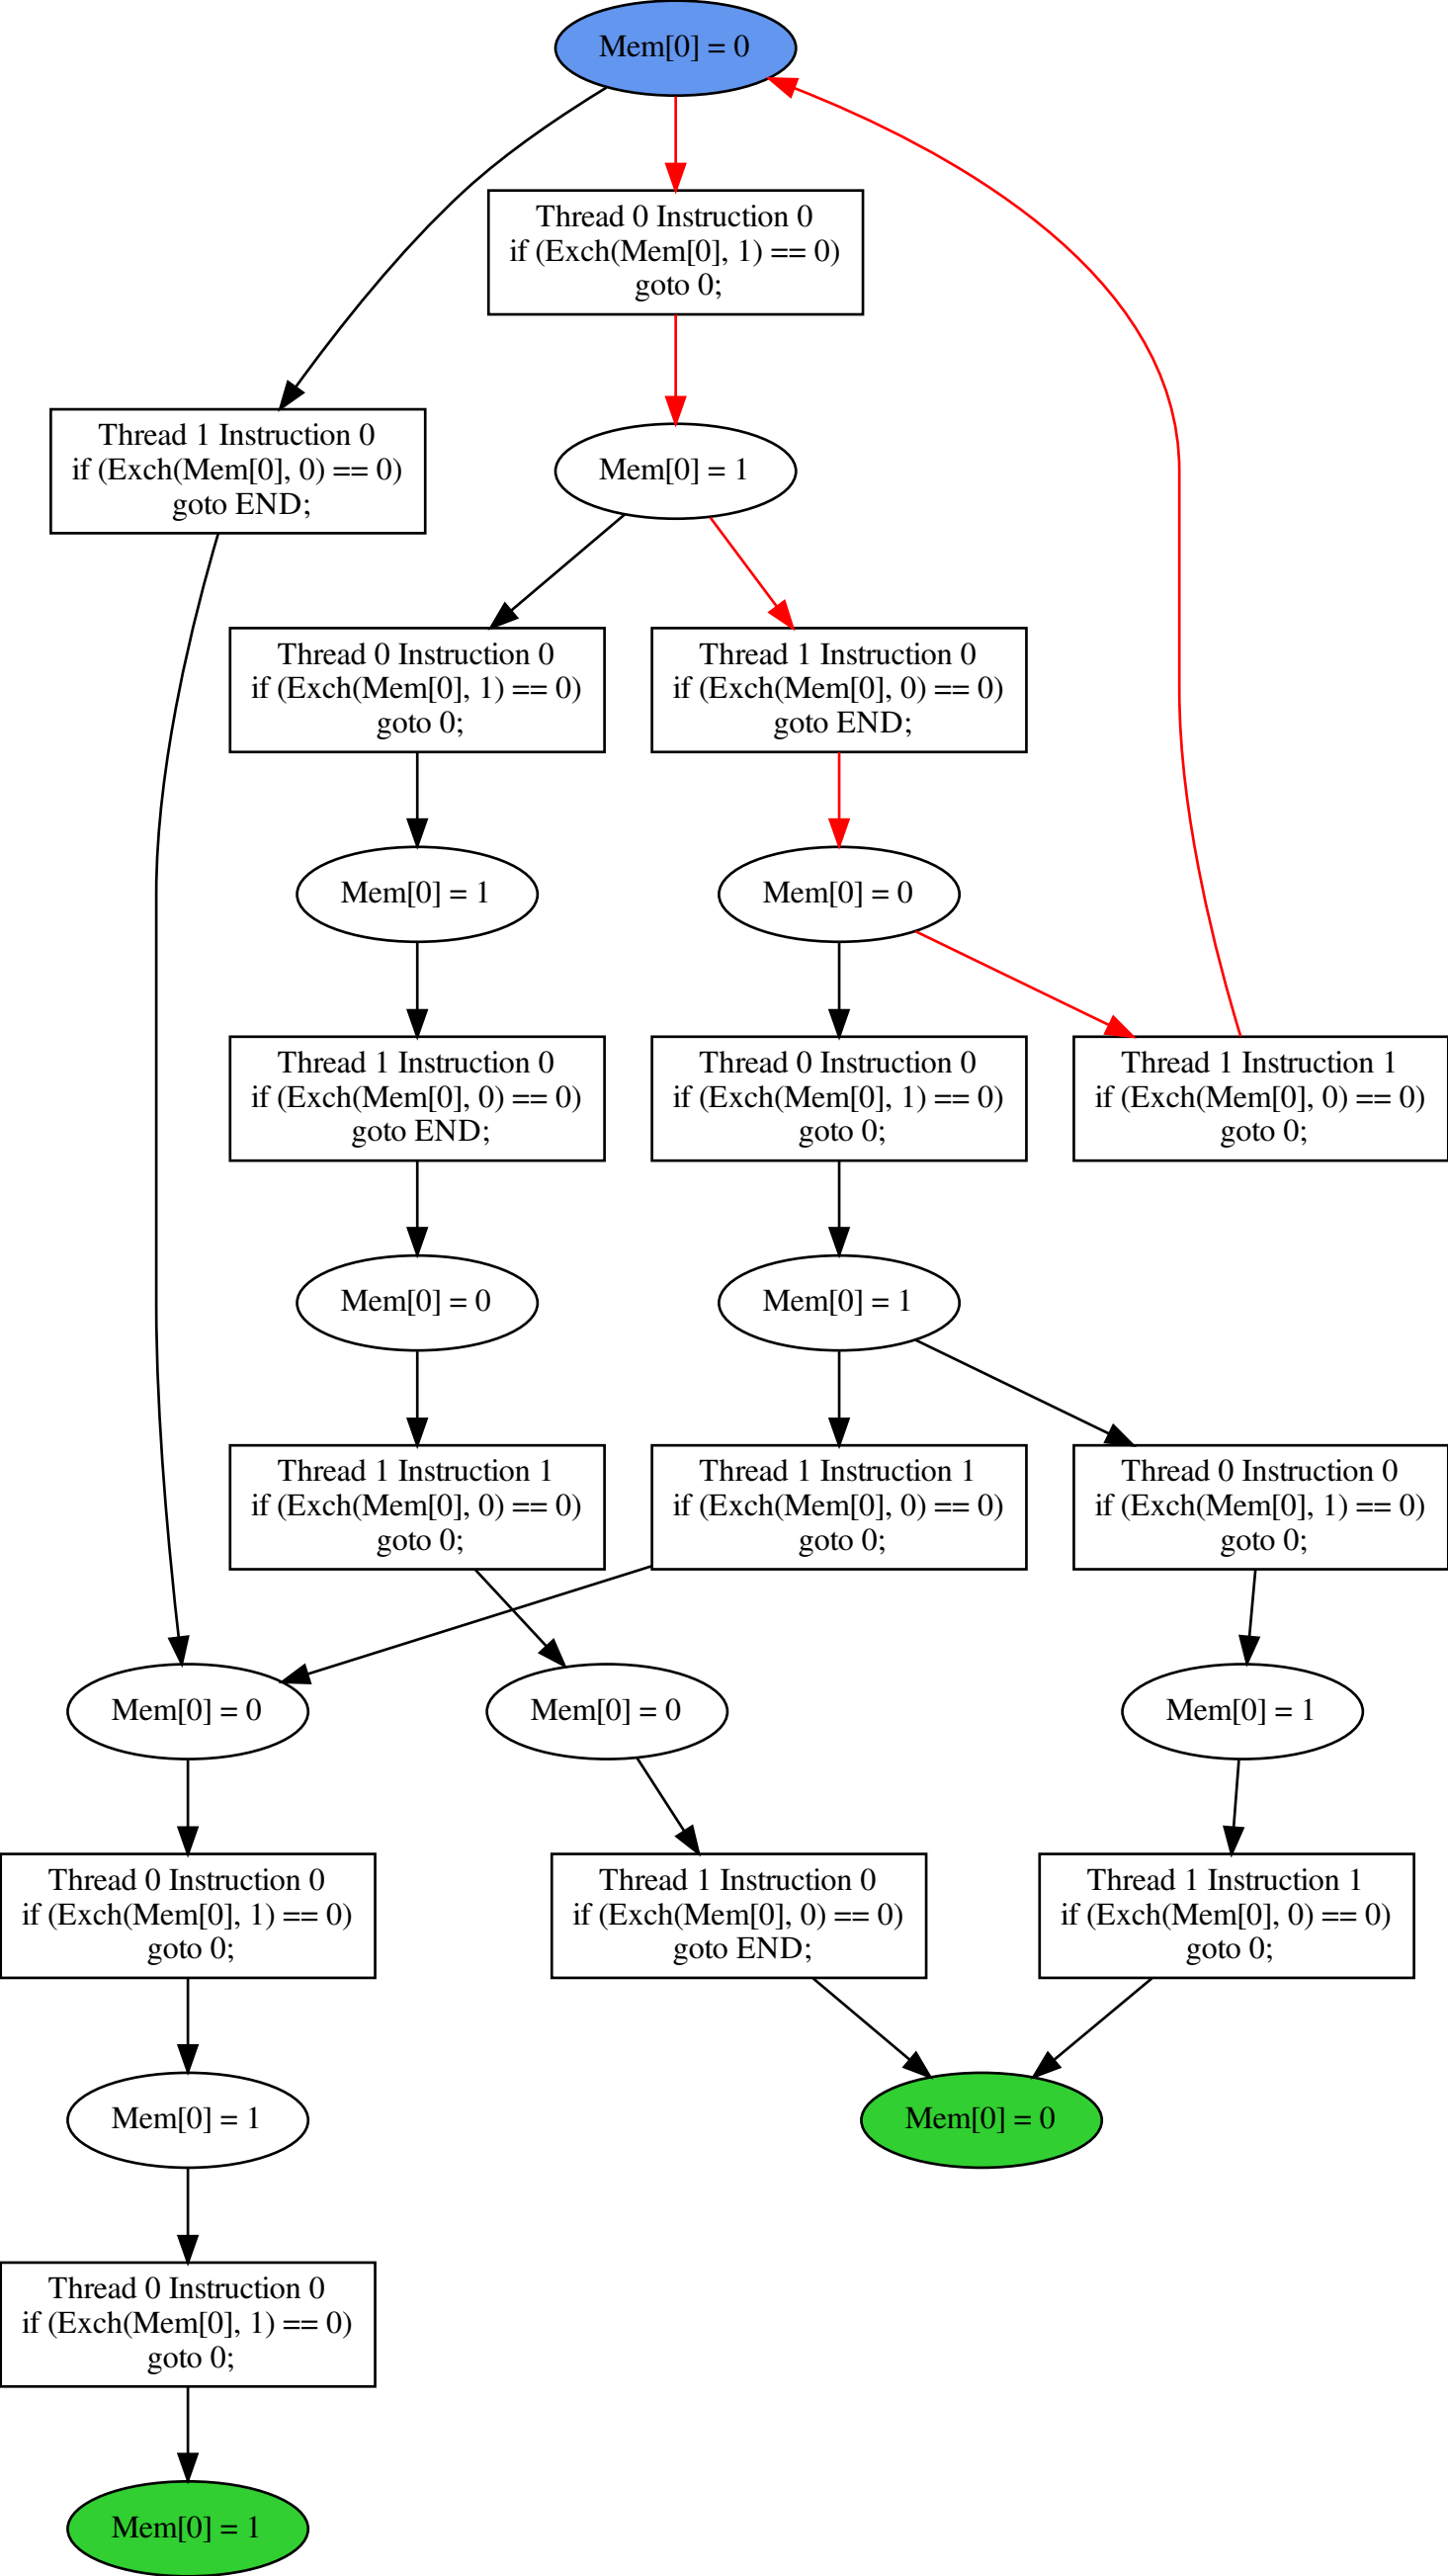 Mem[0] = 0
Thread 0 Instruction 0
if (Exch(Mem[0], 1) == 0)
goto 0;
Thread 1 Instruction 0
if (Exch(Mem[0], 0) == 0)
goto END;
Mem[0] = 1
Thread 0 Instruction 0
if (Exch(Mem[0], 1) == 0)
goto 0;
Thread 1 Instruction 0
if (Exch(Mem[0], 0) == 0)
goto END;
Mem[0] = 1
Mem[0] = 0
Thread 1 Instruction 0
if (Exch(Mem[0], 0) == 0)
goto END;
Thread 0 Instruction 0
if (Exch(Mem[0], 1) == 0)
goto 0;
Thread 1 Instruction 1
if (Exch(Mem[0], 0) == 0)
goto 0;
Mem[0] = 0
Mem[0] = 1
Thread 1 Instruction 1
if (Exch(Mem[0], 0) == 0)
goto 0;
Thread 1 Instruction 1
if (Exch(Mem[0], 0) == 0)
goto 0;
Thread 0 Instruction 0
if (Exch(Mem[0], 1) == 0)
goto 0;
Mem[0] = 0
Mem[0] = 0
Mem[0] = 1
Thread 0 Instruction 0
if (Exch(Mem[0], 1) == 0)
goto 0;
Thread 1 Instruction 0
if (Exch(Mem[0], 0) == 0)
goto END;
Thread 1 Instruction 1
if (Exch(Mem[0], 0) == 0)
goto 0;
Mem[0] = 1
Mem[0] = 0
Thread 0 Instruction 0
if (Exch(Mem[0], 1) == 0)
goto 0;
Mem[0] = 1